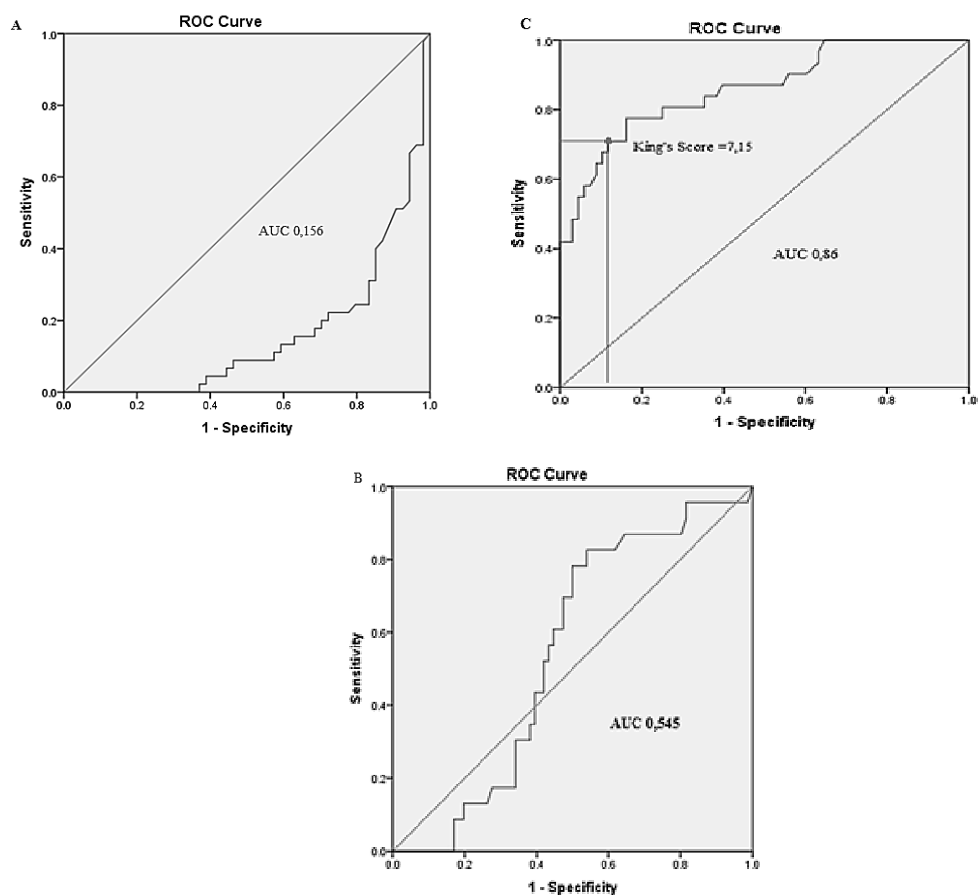 A
ROC Curve
1.0
0.8
0.6
0.4
0.2
0.0
Sensitivity
AUC 0,156
0.0 0.2 0.4 0.6 0.8 1.0
1 - Specificity
C
ROC Curve
1.0
0.8
0.6
0.4
0.2
0.0
Sensitivity
King's Score =7,15
AUC 0,86
0.0 0.2 0.4 0.6 0.8 1.0
1 - Specificity
B
ROC Curve
1.0
0.8
0.6
0.4
0.2
0.0
Sensitivity
AUC 0,545
0.0 0.2 0.4 0.6 0.8 1.0
1 - Specificity